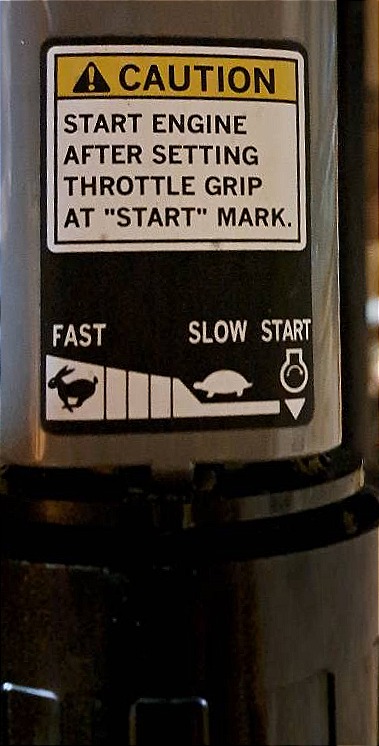 CAUTION
START ENGINE
AFTER SETTING
THROTTLE GRIP
AT "START" MARK.
FAST SLOW START